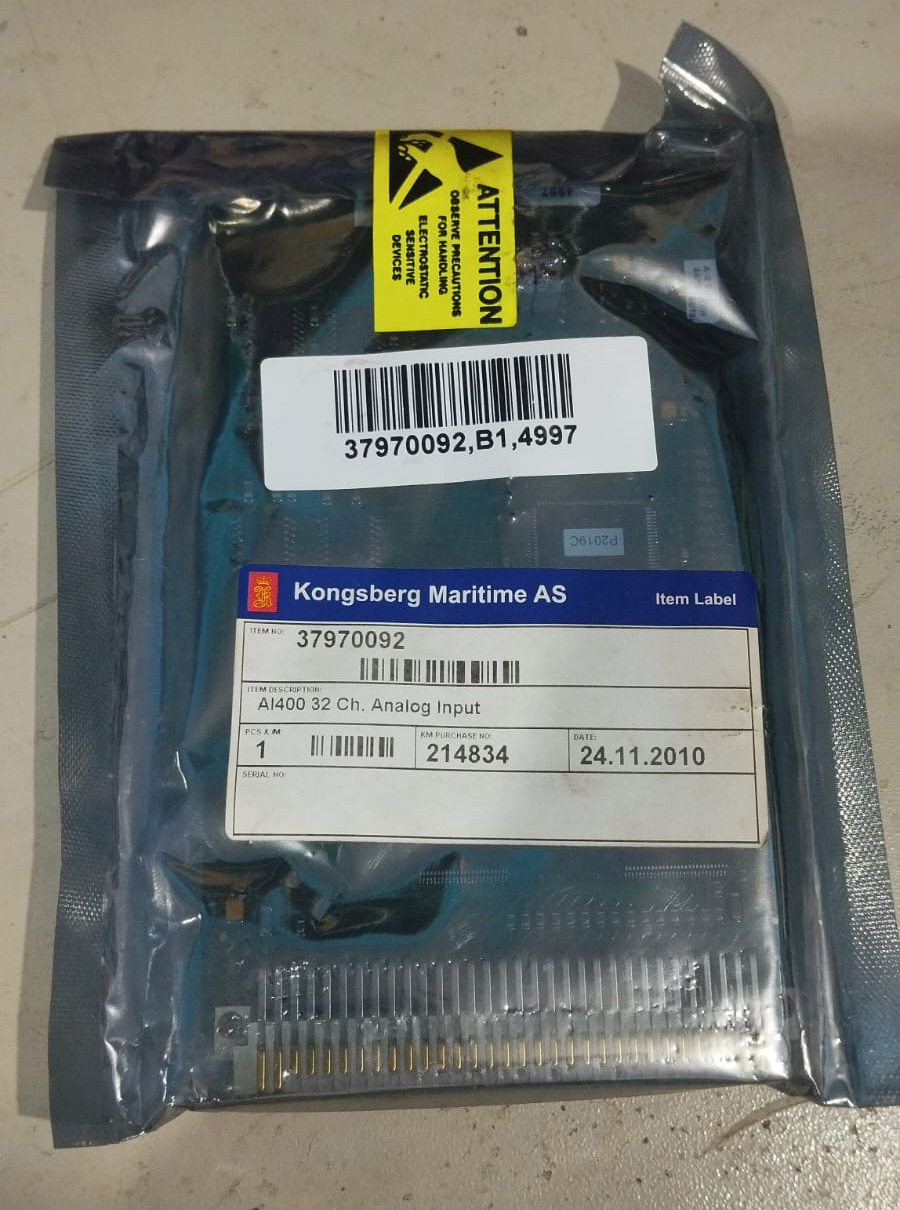 ATTENTION
OBSERVE PRECAUTIONS
FOR HANDLING
ELECTROSTATIC
SENSITIVE
DEVICES
37970092,B1,4997
P2019C
Kongsberg Maritime AS
Item Label
ITEM NO:
37970092
ITEM DESCRIPTION:
AI400 32 Ch. Analog Input
PCS /LM:
1
KM PURCHASE NO:
214834
DATE:
24.11.2010
SERIAL NO: